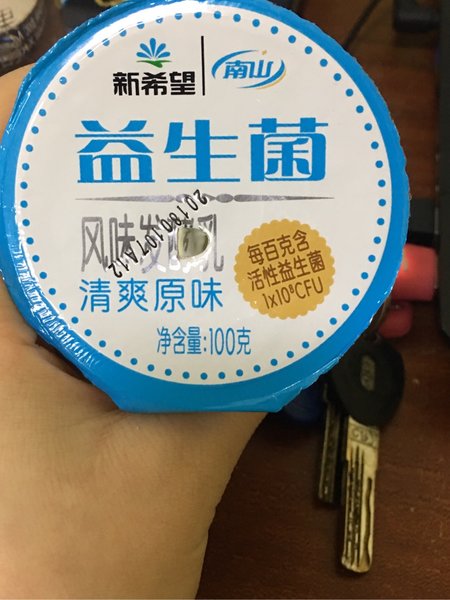 新希望
南山
益生菌
风味发酵乳
20180107A12
清爽原味
每百克含
活性益生菌
1x10⁸CFU
净含量:100克